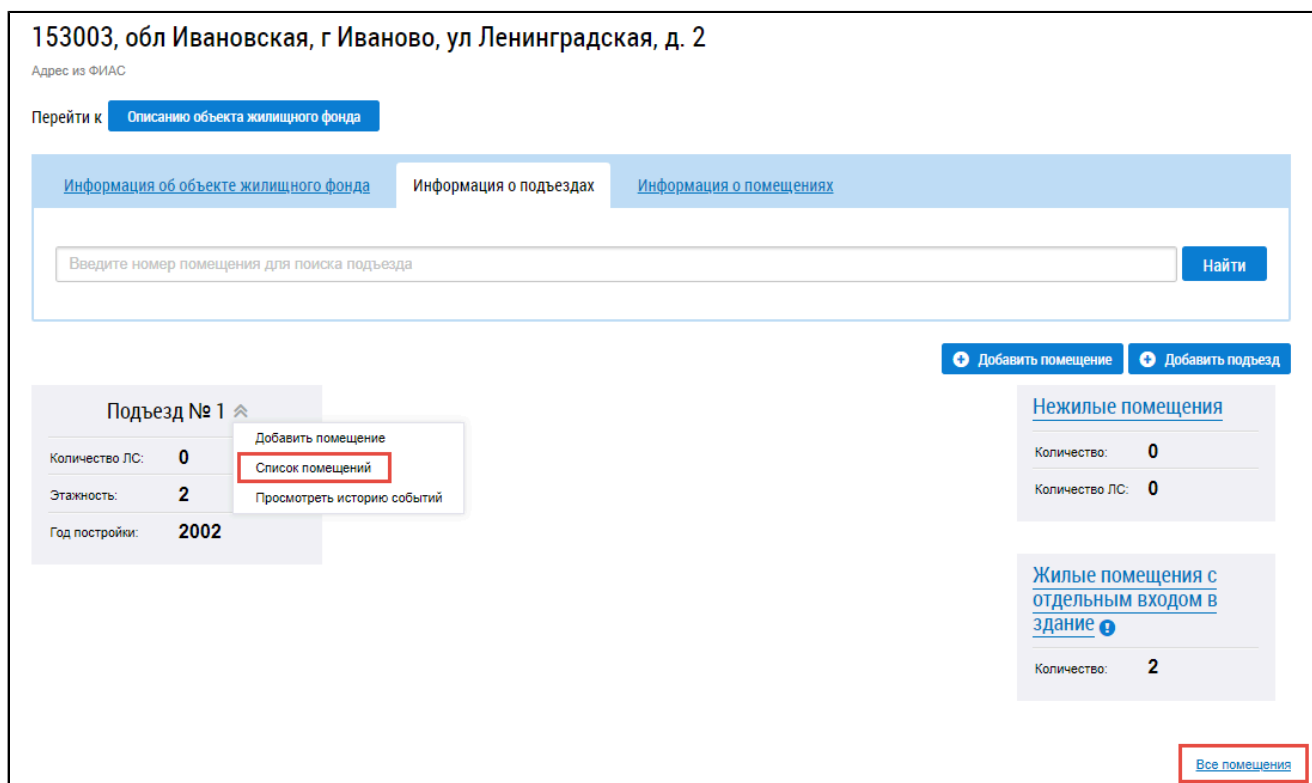 153003, обл Ивановская, г Иваново, ул Ленинградская, д. 2
Адрес из ФИАС
Перейти к Описанию объекта жилищного фонда
Информация об объекте жилищного фонда Информация о подъездах Информация о помещениях
Введите номер помещения для поиска подъезда Найти
Добавить помещение Добавить подъезд
Подъезд № 1
Количество ЛС: 0
Этажность: 2
Год постройки: 2002
Добавить помещение
Список помещений
Просмотреть историю событий
Нежилые помещения
Количество: 0
Количество ЛС: 0
Жилые помещения с
отдельным входом в
здание
Количество: 2
Все помещения